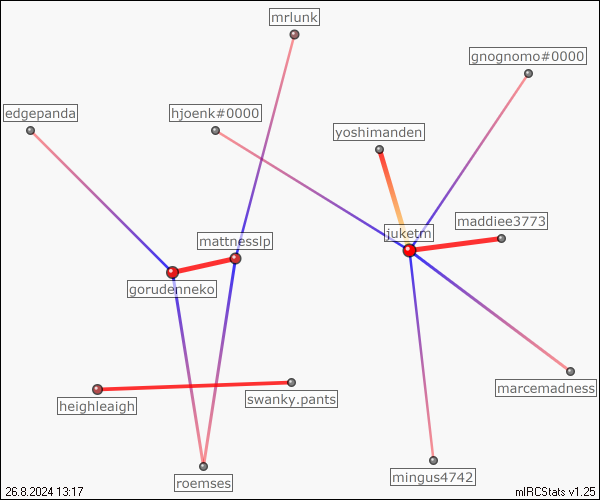 mrlunk
gnognomo#0000
edgepanda
hjoenk#0000
yoshimanden
maddiee3773
juketm
mattnesslp
gorudenneko
marcemadness
swanky.pants
heighleaigh
mingus4742
roemses
26.8.2024 13:17
mIRCStats v1.25